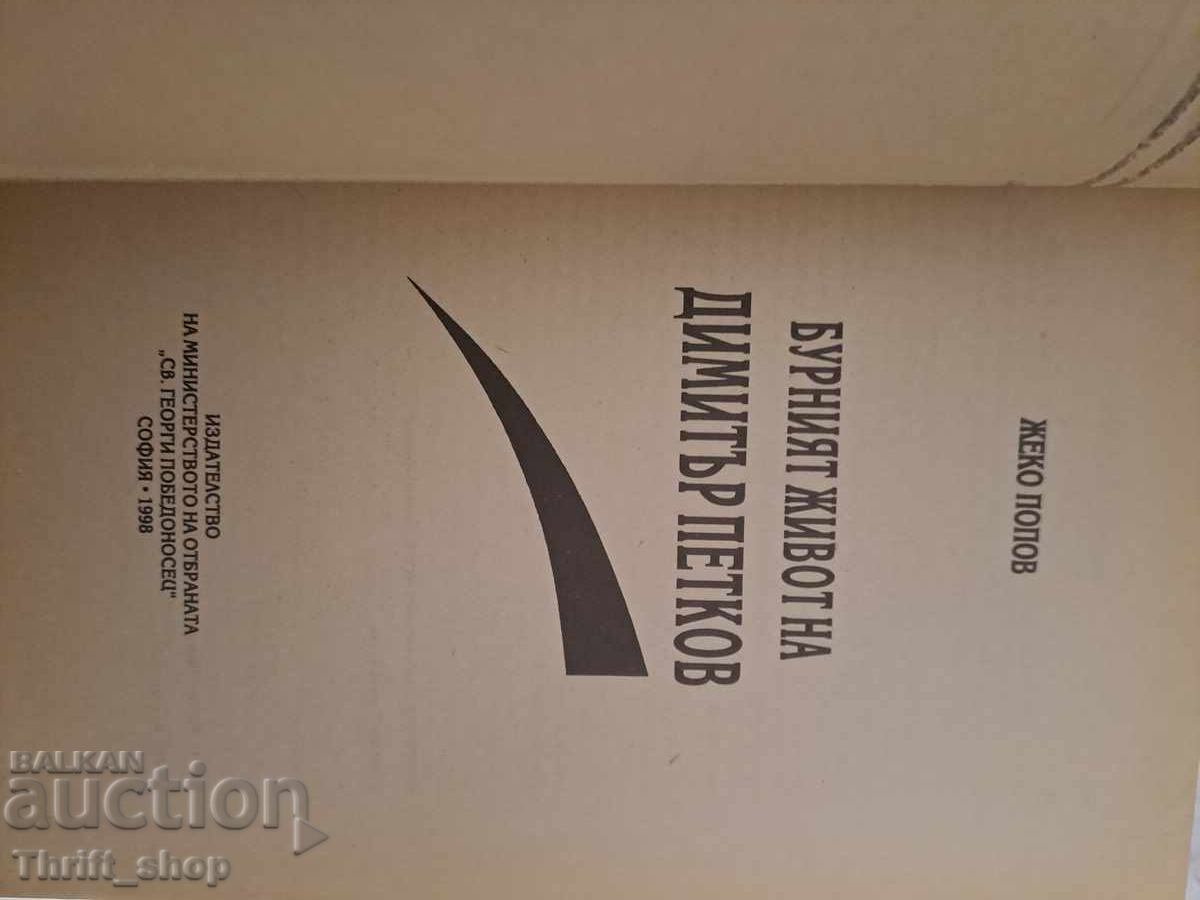 ЖЕКО ПОПОВ
БУРНИЯТ ЖИВОТ НА
ДИМИТЪР ПЕТКОВ
ИЗДАТЕЛСТВО
НА МИНИСТЕРСТВОТО НА ОТБРАНАТА
„СВ. ГЕОРГИ ПОБЕДОНОСЕЦ"
СОФИЯ • 1998
BALKAN
auction
Thrift_shop